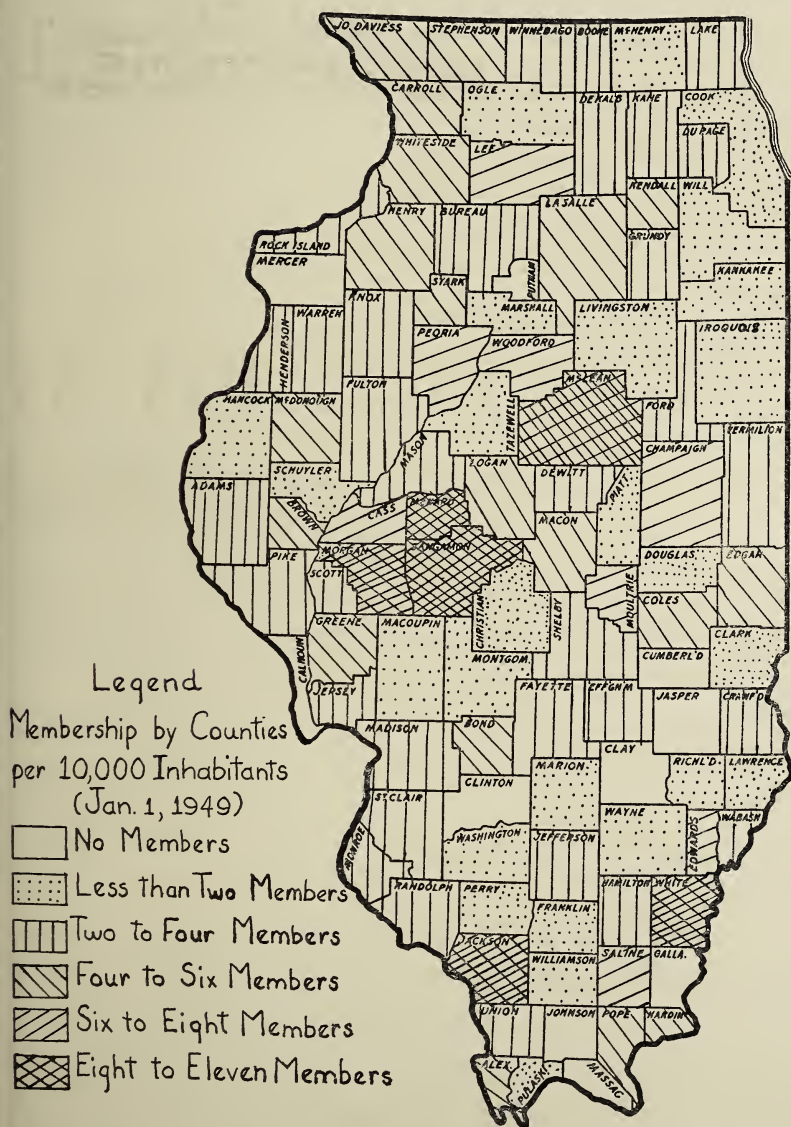 JO DAVIESS STEPHENSON WINNEBAGO BOONE MCHENRY LAKE
CARROLL OGLE DEKALB KANE COOK
DUPAGE
WHITESIDE LEE
KENDALL WILL
LASALLE
HENRY BUREAU
GRUNDY
ROCK ISLAND
MERCER
PUTNAM
KANKAKEE
STARK
KNOX
MARSHALL LIVINGSTON
WARREN
HENDERSON
PEORIA
WOODFORD
IROQUOIS
MCLEAN
FULTON
TAZEWELL
FORD
HANCOCK MCDONOUGH
VERMILION
MASON
CHAMPAIGN
SCHUYLER
LOGAN
DEWITT
PIATT
ADAMS
BROWN
CASS
MENARD
MACON
MORGAN SANGAMON
DOUGLAS EDGAR
PIKE
SCOTT
CHRISTIAN
SHELBY
MOULTRIE
COLES
GREENE MACOUPIN
CLARK
CALHOUN
MONTGOM.
CUMBERL'D
JERSEY
FAYETTE EFFGN'M
JASPER CRAWF'D
MADISON
BOND
CLAY
MARION
RICHL'D LAWRENCE
CLINTON
ST. CLAIR
WAYNE
WASHINGTON
JEFFERSON
EDWARDS
WABASH
MONROE
RANDOLPH PERRY
HAMILTON WHITE
FRANKLIN
JACKSON
WILLIAMSON
SALINE GALLA.
UNION JOHNSON POPE HARDIN
ALEX.
PULASKI
MASSAC
Legend
Membership by Counties
per 10,000 Inhabitants
(Jan. 1, 1949)
No Members
Less than Two Members
Two to Four Members
Four to Six Members
Six to Eight Members
Eight to Eleven Members